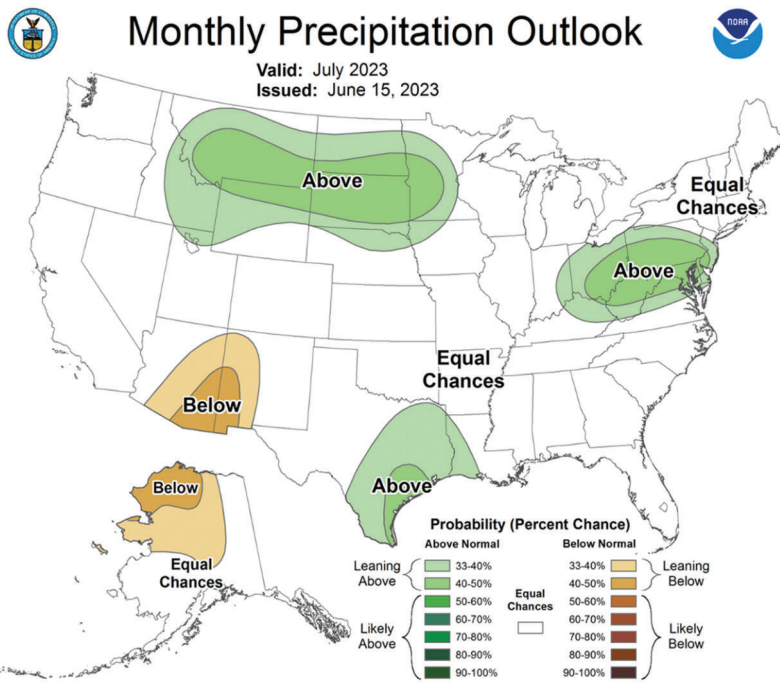 Monthly Precipitation Outlook
NOAA
Valid: July 2023
Issued: June 15, 2023
Above
Equal
Chances
Above
Equal
Chances
Below
Above
Below
Equal
Chances
Probability (Percent Chance)
Above Normal
Below Normal
Leaning
Above
33-40%
40-50%
50-60%
60-70%
70-80%
80-90%
90-100%
Likely
Above
Equal
Chances
33-40%
40-50%
50-60%
60-70%
70-80%
80-90%
90-100%
Leaning
Below
Likely
Below